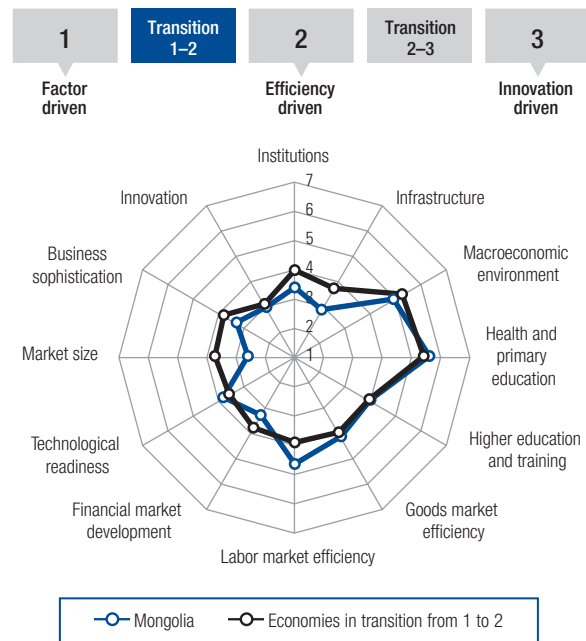 1
Transition
1–2
2
Transition
2–3
3
Factor
driven
Efficiency
driven
Innovation
driven
Institutions
7
6
5
4
3
2
1
Infrastructure
Macroeconomic
environment
Health and
primary
education
Higher education
and training
Goods market
efficiency
Labor market efficiency
Financial market
development
Technological
readiness
Market size
Business
sophistication
Innovation
Mongolia
Economies in transition from 1 to 2